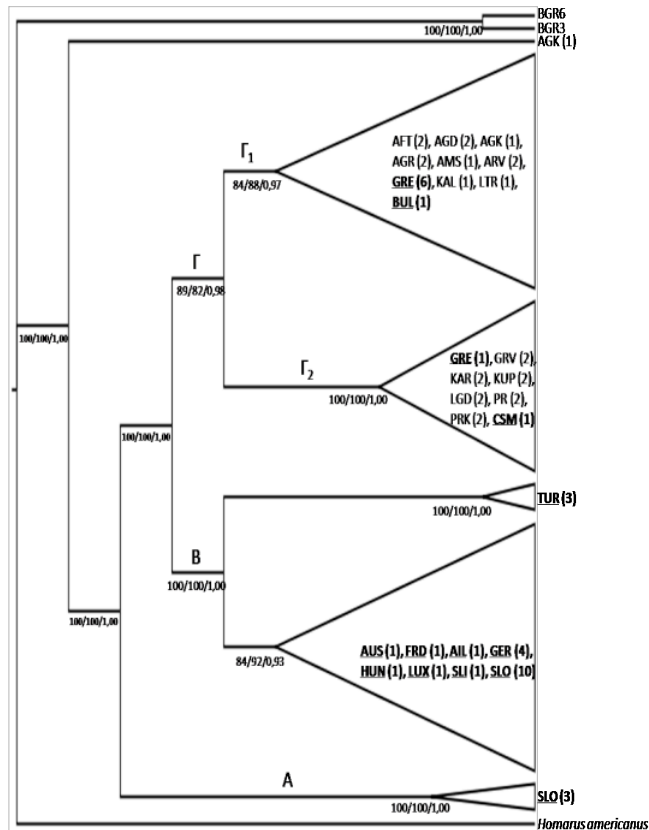 BGR6
100/100/1,00
BGR3
AGK (1)
Γ1
84/88/0,97
AFT (2), AGD (2), AGK (1),
AGR (2), AMS (1), ARV (2),
GRE (6), KAL (1), LTR (1),
BUL (1)
Γ
89/82/0,98
Γ2
100/100/1,00
GRE (1), GRV (2),
KAR (2), KUP (2),
LGD (2), PR (2),
PRK (2), CSM (1)
100/100/1,00
100/100/1,00
TUR (3)
100/100/1,00
B
100/100/1,00
84/92/0,93
AUS (1), FRD (1), AIL (1), GER (4),
HUN (1), LUX (1), SLI (1), SLO (10)
100/100/1,00
A
100/100/1,00
SLO (3)
Homarus americanus